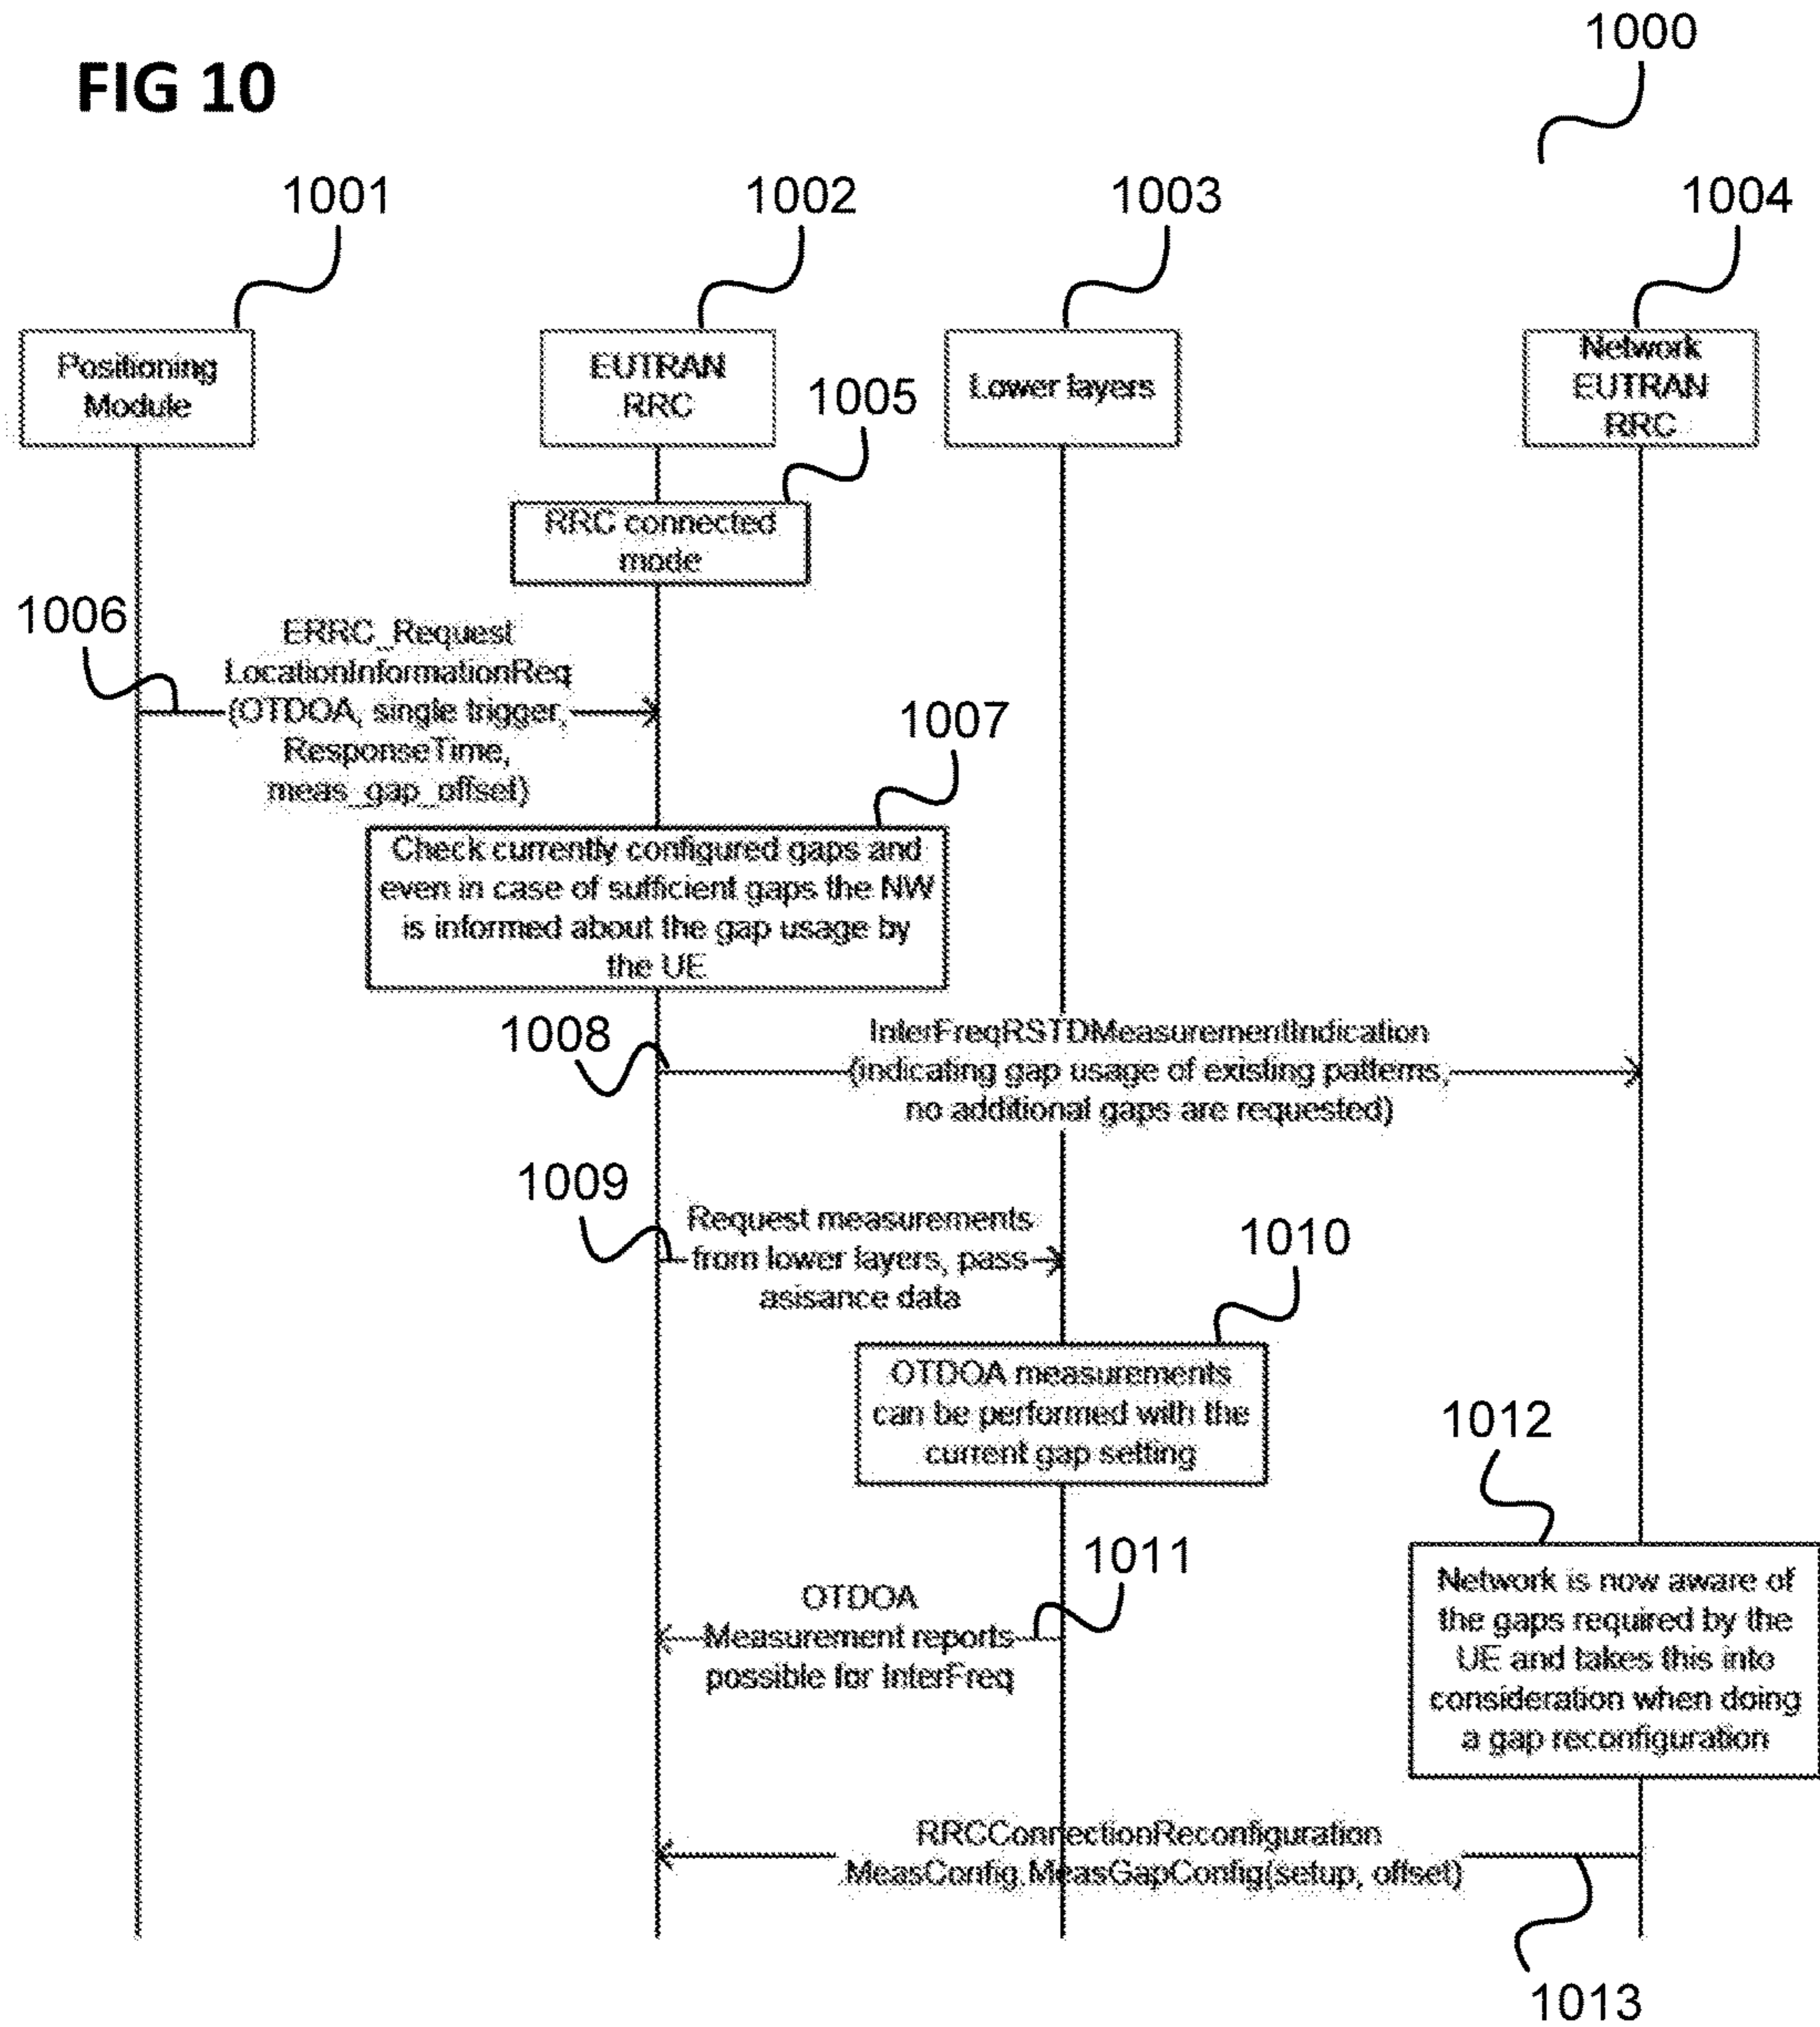 FIG 10
1000
1001
1002
1003
1004
Positioning
Module
EUTRAN
RRC
Lower layers
Network
EUTRAN
RRC
1005
RRC connected
mode
1006
ERRC_Request
LocationInformationReq
(OTDOA, single trigger,
ResponseTime,
meas_gap_offset)
1007
Check currently configured gaps and
even in case of sufficient gaps the NW
is informed about the gap usage by
the UE
1008
InterFreqRSTDMeasurementIndication
(indicating gap usage of existing patterns,
no additional gaps are requested)
1009
Request measurements
from lower layers, pass
asisance data
1010
OTDOA measurements
can be performed with the
current gap setting
1011
OTDOA
Measurement reports
possible for InterFreq
1012
Network is now aware of
the gaps required by the
UE and takes this into
consideration when doing
a gap reconfiguration
RRCConnectionReconfiguration
MeasConfig.MeasGapConfig(setup, offset)
1013